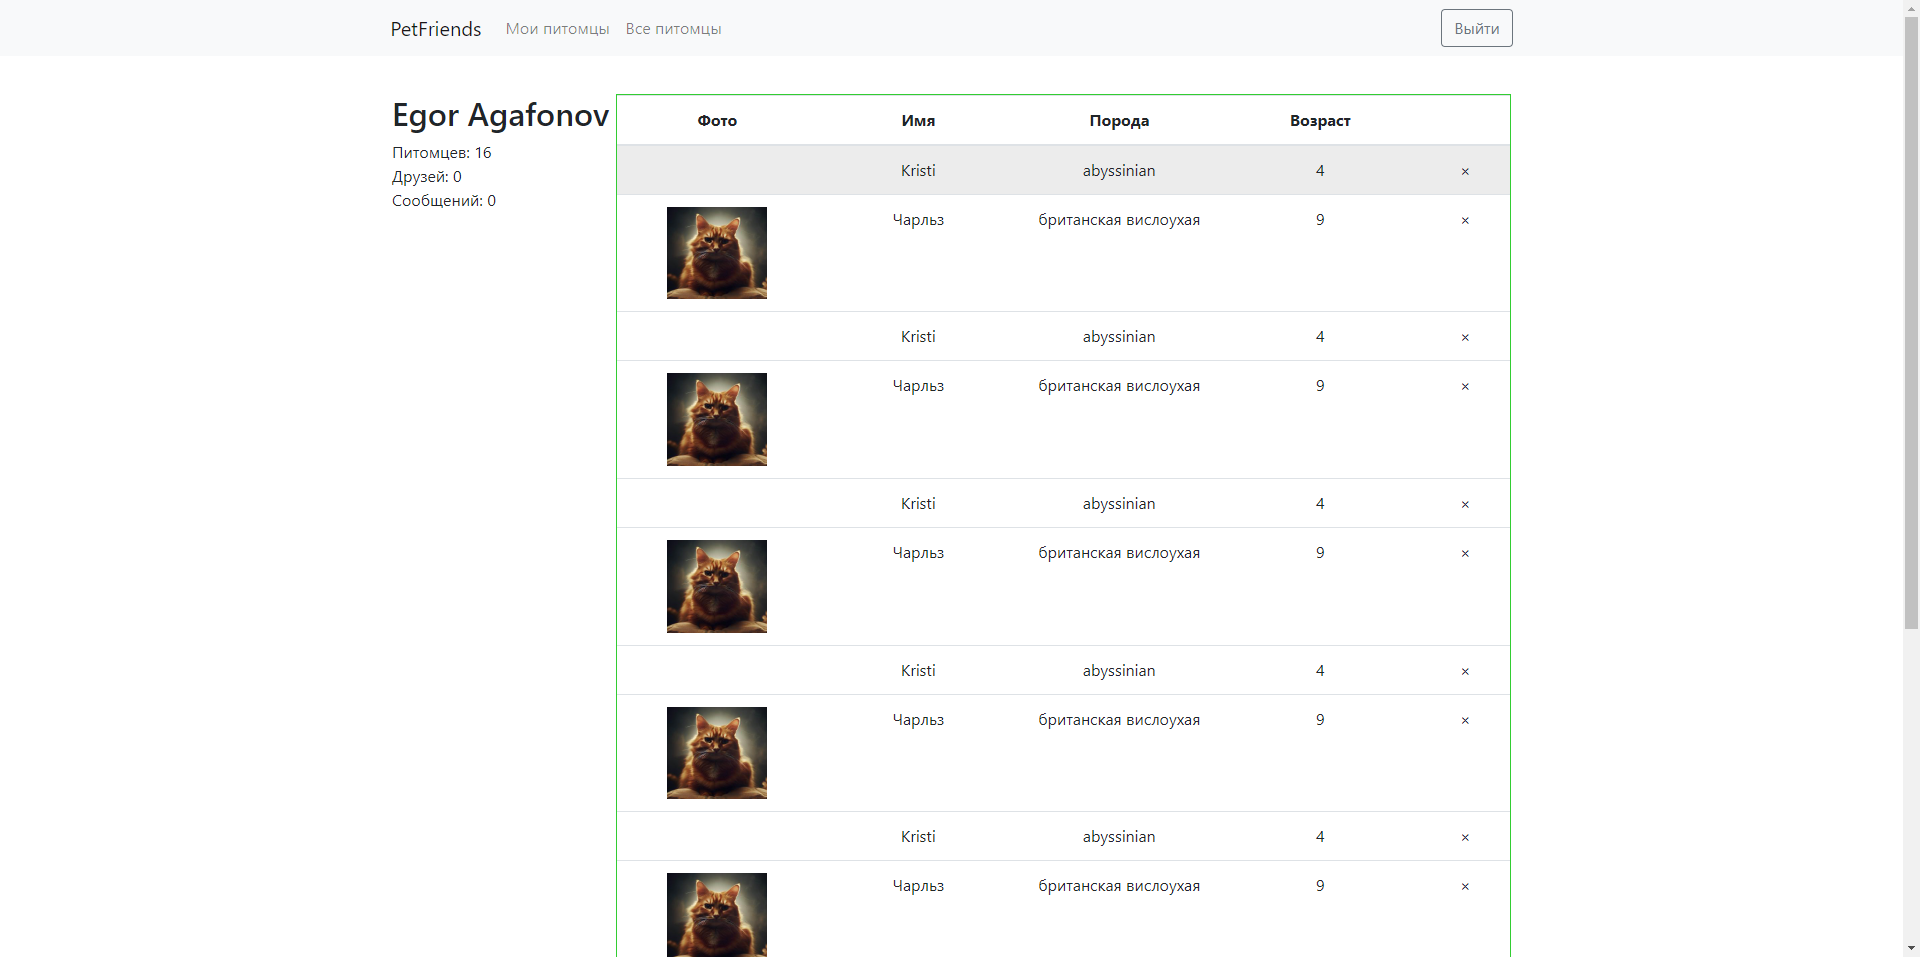 PetFriends Мои питомцы Все питомцы Выйти
Egor Agafonov
Питомцев: 16
Друзей: 0
Сообщений: 0
Фото Имя Порода Возраст
Kristi abyssinian 4 ×
Чарльз британская вислоухая 9 ×
Kristi abyssinian 4 ×
Чарльз британская вислоухая 9 ×
Kristi abyssinian 4 ×
Чарльз британская вислоухая 9 ×
Kristi abyssinian 4 ×
Чарльз британская вислоухая 9 ×
Kristi abyssinian 4 ×
Чарльз британская вислоухая 9 ×